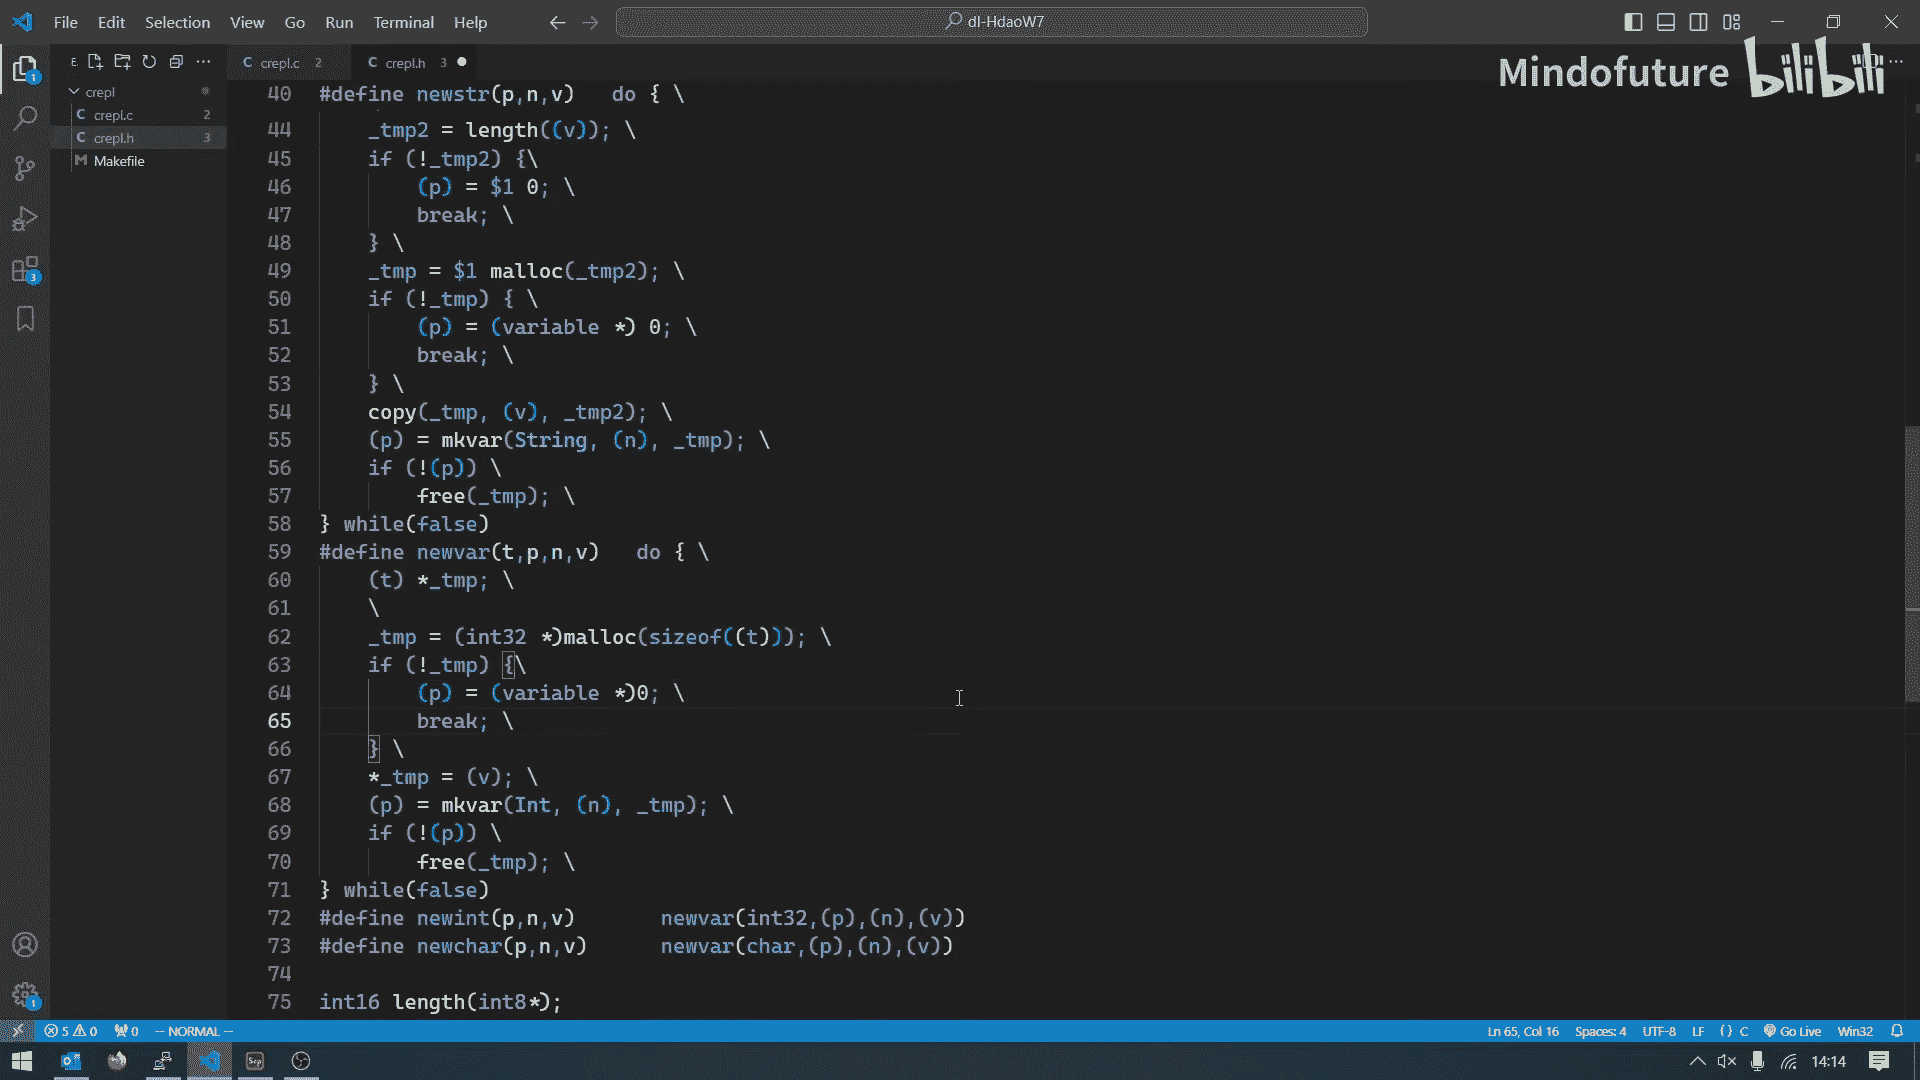 File Edit Selection View Go Run Terminal Help
dl-HdaoW7
E
crepl
crepl.c 2
crepl.h 3
Makefile
crepl.c 2
crepl.h 3
Mindofuture bilibili
40 #define newstr(p,n,v) do { \
44 _tmp2 = length((v)); \
45 if (!_tmp2) {\
46 (p) = $1 0; \
47 break; \
48 } \
49 _tmp = $1 malloc(_tmp2); \
50 if (!_tmp) { \
51 (p) = (variable *) 0; \
52 break; \
53 } \
54 copy(_tmp, (v), _tmp2); \
55 (p) = mkvar(String, (n), _tmp); \
56 if (!(p)) \
57 free(_tmp); \
58 } while(false)
59 #define newvar(t,p,n,v) do { \
60 (t) *_tmp; \
61 \
62 _tmp = (int32 *)malloc(sizeof((t))); \
63 if (!_tmp) {\
64 (p) = (variable *)0; \
65 break; \
66 } \
67 *_tmp = (v); \
68 (p) = mkvar(Int, (n), _tmp); \
69 if (!(p)) \
70 free(_tmp); \
71 } while(false)
72 #define newint(p,n,v) newvar(int32,(p),(n),(v))
73 #define newchar(p,n,v) newvar(char,(p),(n),(v))
74
75 int16 length(int8*);
5 0 0 -- NORMAL -- Ln 65, Col 16 Spaces: 4 UTF-8 LF {} C Go Live Win32
14:14